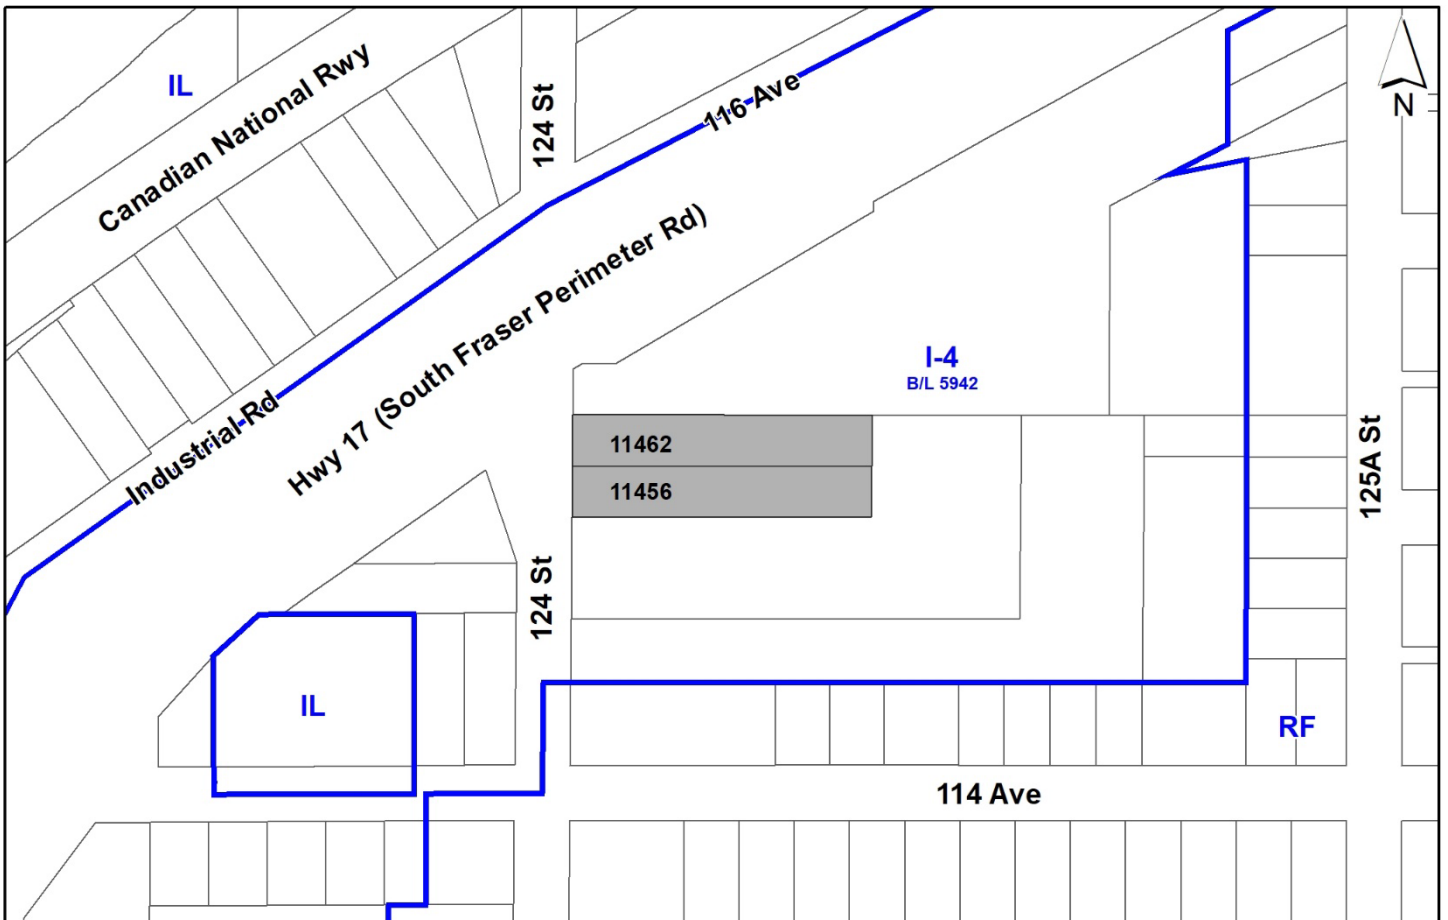 IL
Canadian National Rwy
124 St
116 Ave
N
Hwy 17 (South Fraser Perimeter Rd)
I-4
B/L 5942
Industrial Rd
11462
11456
125A St
124 St
IL
RF
114 Ave